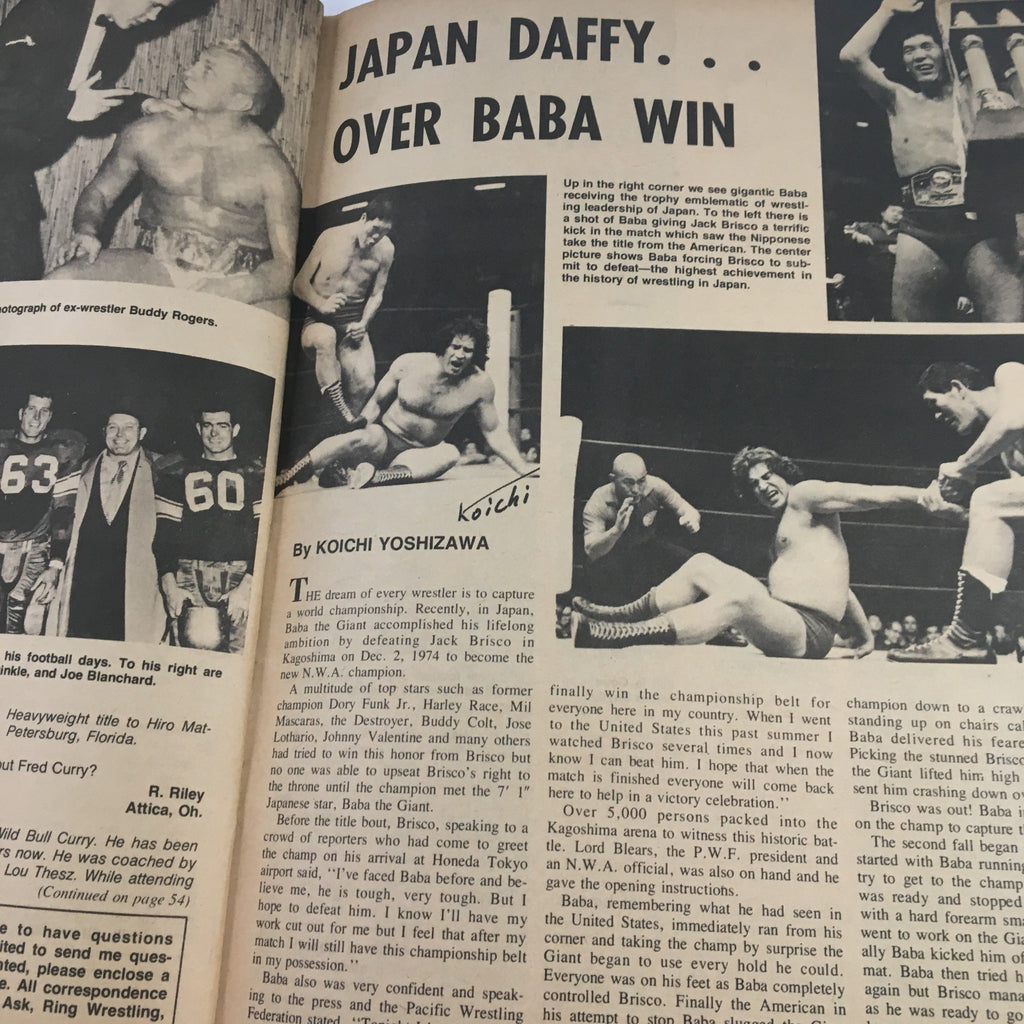 otograph of ex-wrestler Buddy Rogers.
63
60
his football days. To his right are
inkle, and Joe Blanchard.
Heavyweight title to Hiro Mat-
Petersburg, Florida.
ut Fred Curry?
R. Riley
Attica, Oh.
Wild Bull Curry. He has been
rs now. He was coached by
Lou Thesz. While attending
(Continued on page 54)
e to have questions
ited to send me ques-
nted, please enclose a
e. All correspondence
Ask, Ring Wrestling,
JAPAN DAFFY. . .
OVER BABA WIN
Up in the right corner we see gigantic Baba
receiving the trophy emblematic of wrestl-
ing leadership of Japan. To the left there is
a shot of Baba giving Jack Brisco a terrific
kick in the match which saw the Nipponese
take the title from the American. The center
picture shows Baba forcing Brisco to sub-
mit to defeat—the highest achievement in
the history of wrestling in Japan.
Koichi
By KOICHI YOSHIZAWA
THE dream of every wrestler is to capture
a world championship. Recently, in Japan,
Baba the Giant accomplished his lifelong
ambition by defeating Jack Brisco in
Kagoshima on Dec. 2, 1974 to become the
new N.W.A. champion.
A multitude of top stars such as former
champion Dory Funk Jr., Harley Race, Mil
Mascaras, the Destroyer, Buddy Colt, Jose
Lothario, Johnny Valentine and many others
had tried to win this honor from Brisco but
no one was able to upseat Brisco's right to
the throne until the champion met the 7' 1"
Japanese star, Baba the Giant.
Before the title bout, Brisco, speaking to a
crowd of reporters who had come to greet
the champ on his arrival at Honeda Tokyo
airport said, "I've faced Baba before and be-
lieve me, he is tough, very tough. But I
hope to defeat him. I know I'll have my
work cut out for me but I feel that after my
match I will still have this championship belt
in my possession."
Baba also was very confident and speak-
ing to the press and the Pacific Wrestling
Federation stated,
finally win the championship belt for
everyone here in my country. When I went
to the United States this past summer I
watched Brisco several times and I now
know I can beat him. I hope that when the
match is finished everyone will come back
here to help in a victory celebration."
Over 5,000 persons packed into the
Kagoshima arena to witness this historic bat-
tle. Lord Blears, the P.W.F. president and
an N.W.A. official, was also on hand and he
gave the opening instructions.
Baba, remembering what he had seen in
the United States, immediately ran from his
corner and taking the champ by surprise the
Giant began to use every hold he could.
Everyone was on his feet as Baba completely
controlled Brisco. Finally the American in
his attempt to stop Baba slugged the
champion down to a craw
standing up on chairs cal
Baba delivered his feare
Picking the stunned Brisco
the Giant lifted him high
sent him crashing down ov
Brisco was out! Baba i
on the champ to capture t
The second fall began
started with Baba running
try to get to the champ
was ready and stopped
with a hard forearm sma
went to work on the Gia
ally Baba kicked him of
mat. Baba then tried h
again but Brisco mana
as he was ready to go